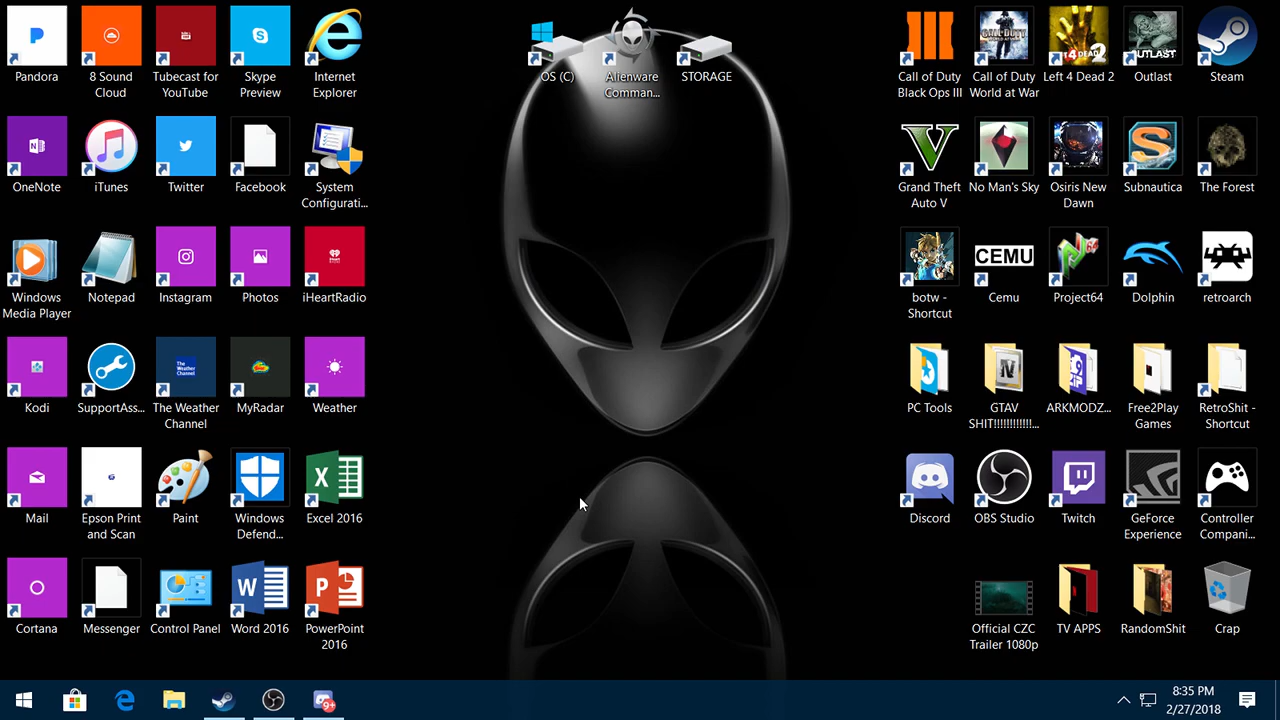 Pandora
8 Sound
Cloud
Tubecast for
YouTube
Skype
Preview
Internet
Explorer
OS (C)
Alienware
Comman...
STORAGE
Call of Duty
Black Ops III
Call of Duty
World at War
Left 4 Dead 2
Outlast
Steam
OneNote
iTunes
Twitter
Facebook
System
Configurati...
Grand Theft
Auto V
No Man's Sky
Osiris New
Dawn
Subnautica
The Forest
Windows
Media Player
Notepad
Instagram
Photos
iHeartRadio
botw -
Shortcut
CEMU
Cemu
Project64
Dolphin
retroarch
Kodi
SupportAss...
The
Weather
Channel
The Weather
Channel
MyRadar
Weather
PC Tools
GTAV
SHIT!!!!!!!!!!!!...
ARKMODZ...
Free2Play
Games
RetroShit -
Shortcut
Mail
Epson Print
and Scan
Paint
Windows
Defend...
Excel 2016
Discord
OBS Studio
Twitch
GeForce
Experience
Controller
Compani...
Cortana
Messenger
Control Panel
Word 2016
PowerPoint
2016
Official CZC
Trailer 1080p
TV APPS
RandomShit
Crap
9+
8:35 PM
2/27/2018